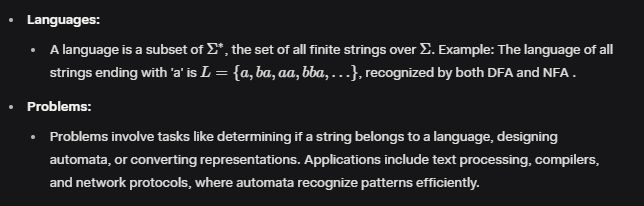 Languages:
A language is a subset of Σ*, the set of all finite strings over Σ. Example: The language of all
strings ending with 'a' is L = {a, ba, aa, bba, ...}, recognized by both DFA and NFA .
Problems:
Problems involve tasks like determining if a string belongs to a language, designing
automata, or converting representations. Applications include text processing, compilers,
and network protocols, where automata recognize patterns efficiently.